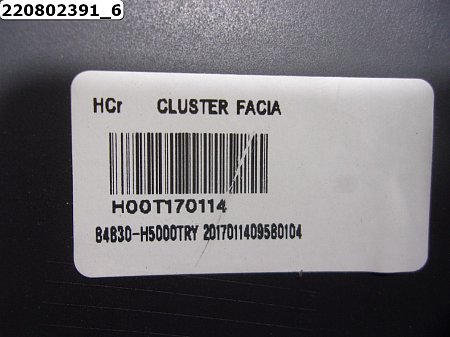 220802391_6
HCr CLUSTER FACIA
H00T170114
84830-H5000TRY 2017011409580104